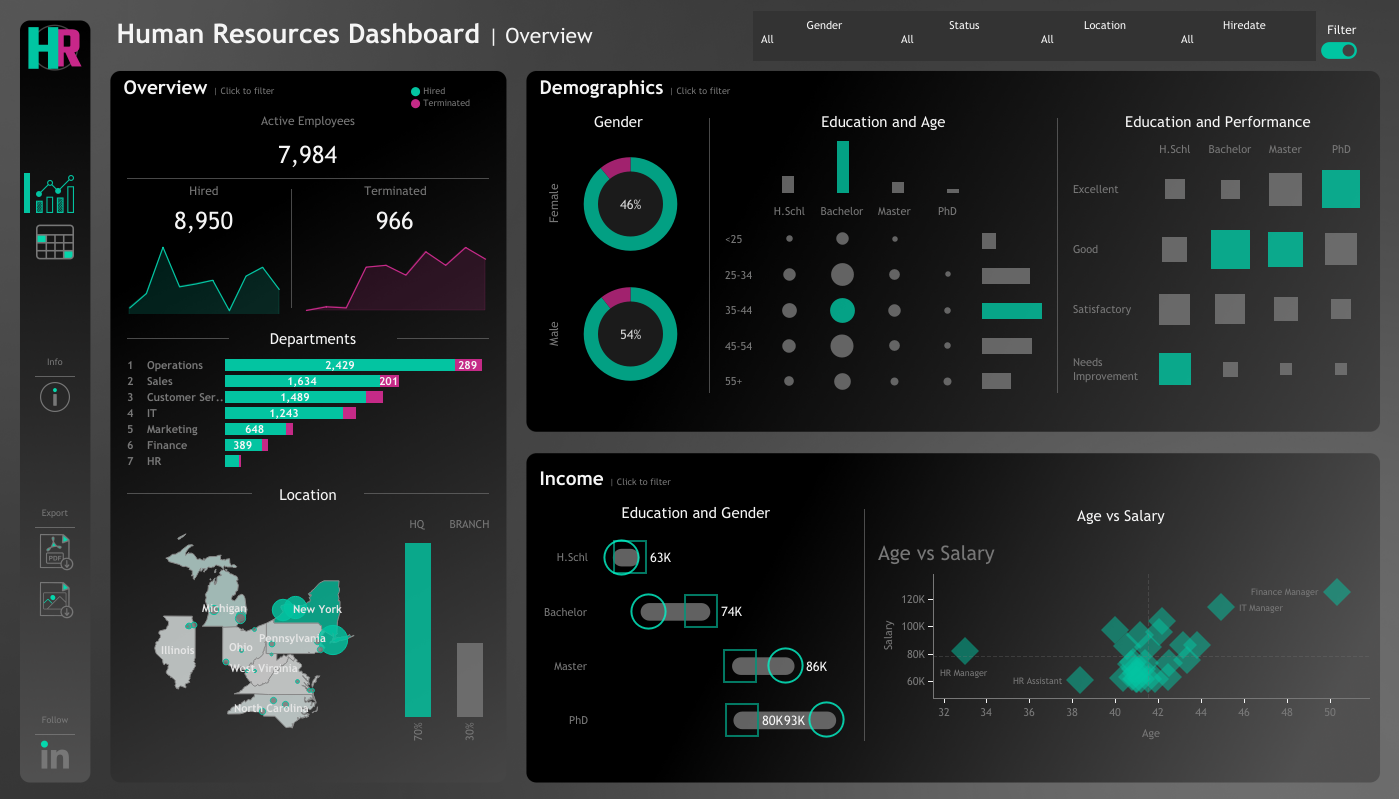 HR
Human Resources Dashboard | Overview
Gender
All
Status
All
Location
All
Hiredate
All
Filter
Overview | Click to filter
Hired
Terminated
Active Employees
7,984
Hired
8,950
Terminated
966
Departments
1 Operations 2,429 289
2 Sales 1,634 201
3 Customer Ser.. 1,489
4 IT 1,243
5 Marketing 648
6 Finance 389
7 HR
Location
HQ BRANCH
Michigan
New York
Pennsylvania
Illinois
Ohio
West Virginia
North Carolina
70% 30%
Demographics | Click to filter
Gender
Female
46%
Male
54%
Education and Age
H.Schl Bachelor Master PhD
<25
25-34
35-44
45-54
55+
Education and Performance
H.Schl Bachelor Master PhD
Excellent
Good
Satisfactory
Needs
Improvement
Income | Click to filter
Education and Gender
H.Schl 63K
Bachelor 74K
Master 86K
PhD 80K 93K
Age vs Salary
Age vs Salary
Salary
120K
100K
80K
60K
Finance Manager
IT Manager
HR Manager
HR Assistant
32 34 36 38 40 42 44 46 48 50
Age
Info
i
Export
PDF
Follow
in